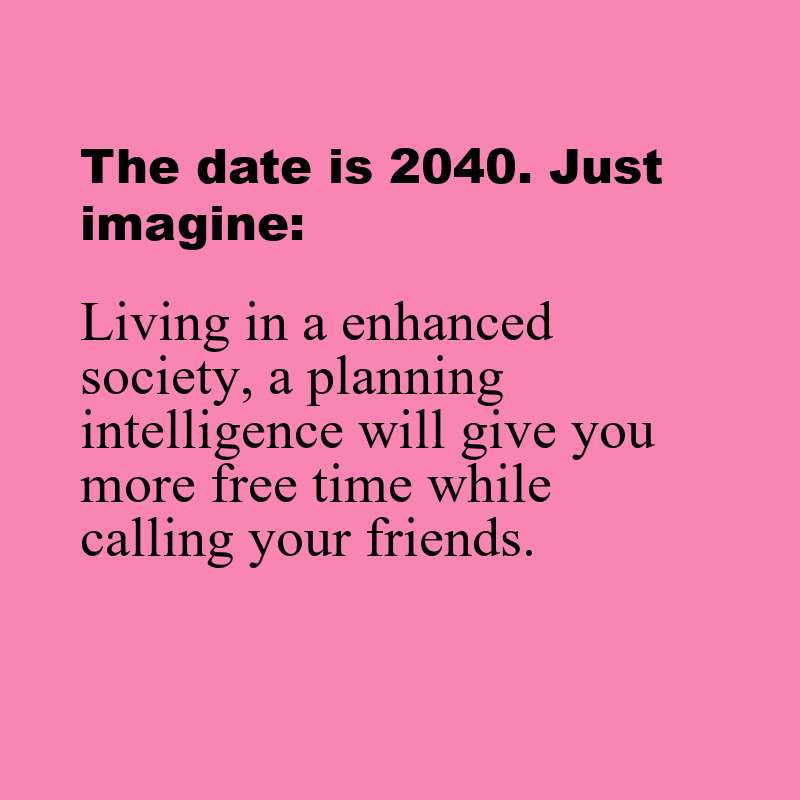 The date is 2040. Just
imagine:
Living in a enhanced
society, a planning
intelligence will give you
more free time while
calling your friends.